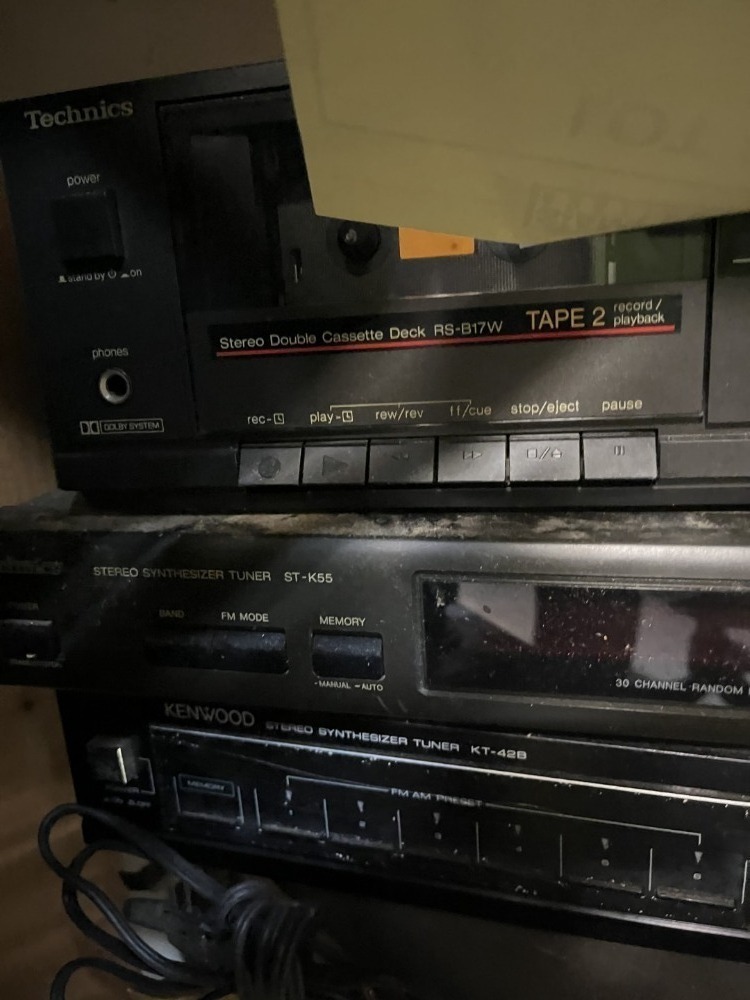 Technics
power
stand by on
phones
DOLBY SYSTEM
Stereo Double Cassette Deck RS-B17W TAPE 2 record / playback
rec- play- rew/rev ff/cue stop/eject pause
STEREO SYNTHESIZER TUNER ST-K55
BAND FM MODE MEMORY
MANUAL AUTO
30 CHANNEL RANDOM
KENWOOD STEREO SYNTHESIZER TUNER KT-42B
MEMORY
FM AM PRESET